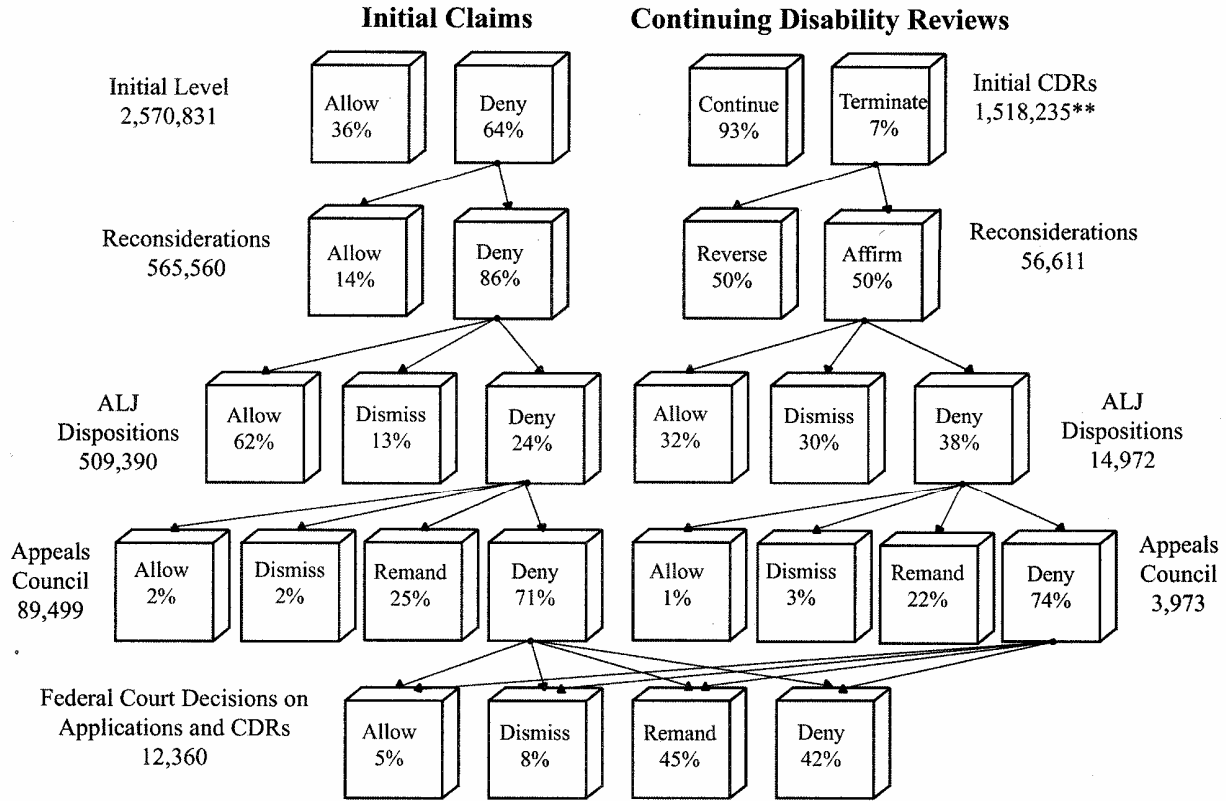 Initial Claims
Continuing Disability Reviews
Initial Level
2,570,831
Allow
36%
Deny
64%
Continue
93%
Terminate
7%
Initial CDRs
1,518,235**
Reconsiderations
565,560
Allow
14%
Deny
86%
Reverse
50%
Affirm
50%
Reconsiderations
56,611
ALJ
Dispositions
509,390
Allow
62%
Dismiss
13%
Deny
24%
Allow
32%
Dismiss
30%
Deny
38%
ALJ
Dispositions
14,972
Appeals
Council
89,499
Allow
2%
Dismiss
2%
Remand
25%
Deny
71%
Allow
1%
Dismiss
3%
Remand
22%
Deny
74%
Appeals
Council
3,973
Federal Court Decisions on
Applications and CDRs
12,360
Allow
5%
Dismiss
8%
Remand
45%
Deny
42%